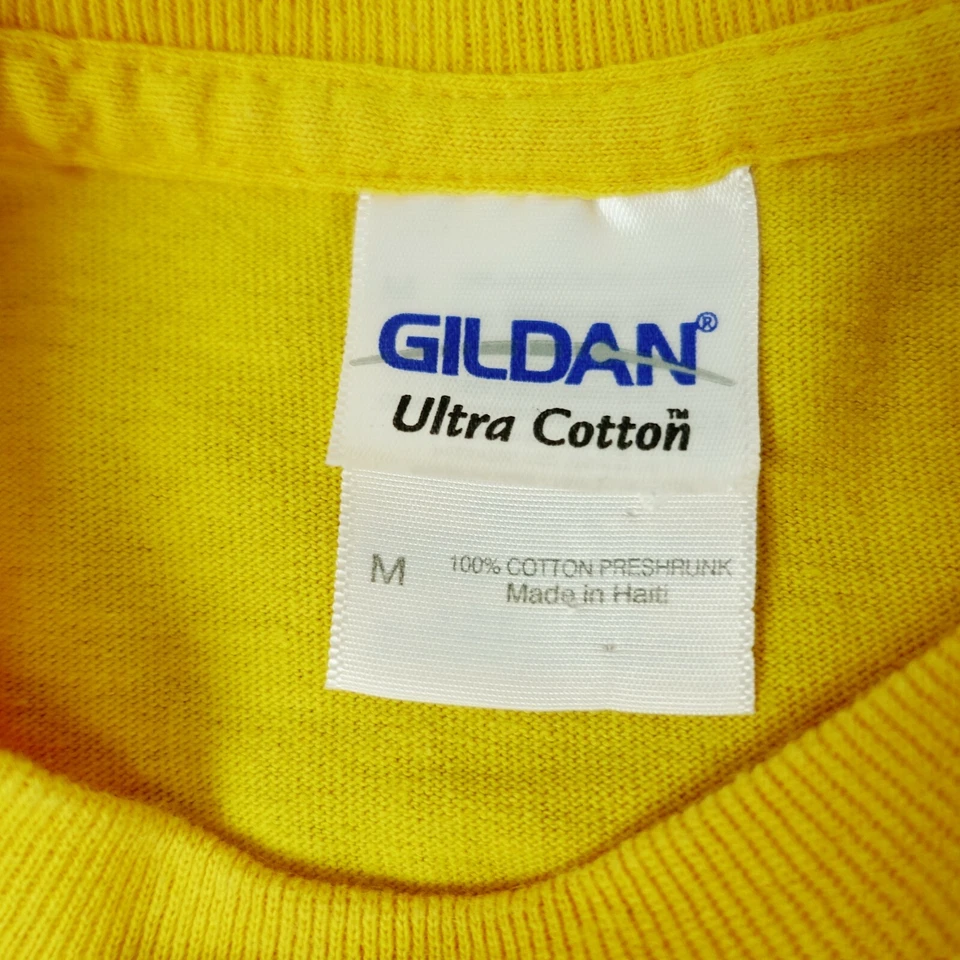 GILDAN®
Ultra Cotton™
M 100% COTTON PRESHRUNK
Made in Haiti